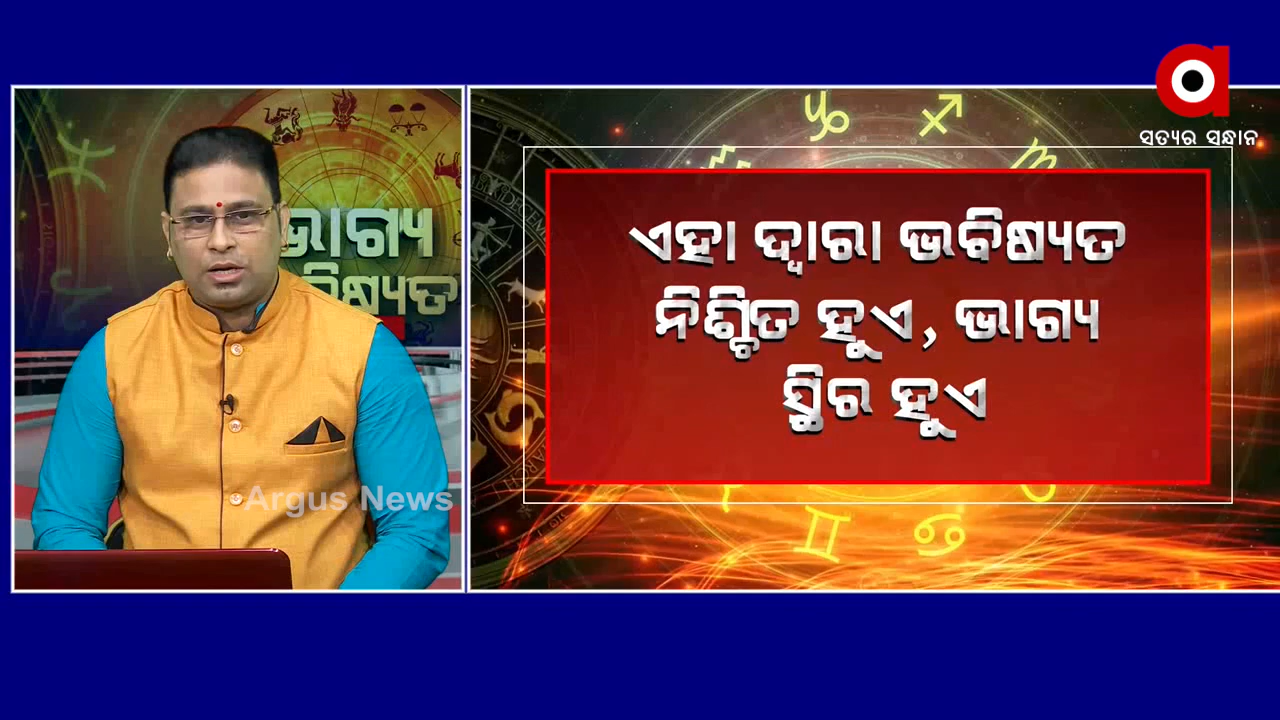 ସତ୍ୟର ସନ୍ଧାନ
ଭାଗ୍ୟ
ଏହା ଦ୍ୱାରା ଭବିଷ୍ୟତ
ନିଶ୍ଚିତ ହୁଏ, ଭାଗ୍ୟ
ସ୍ଥିର ହୁଏ
Argus News